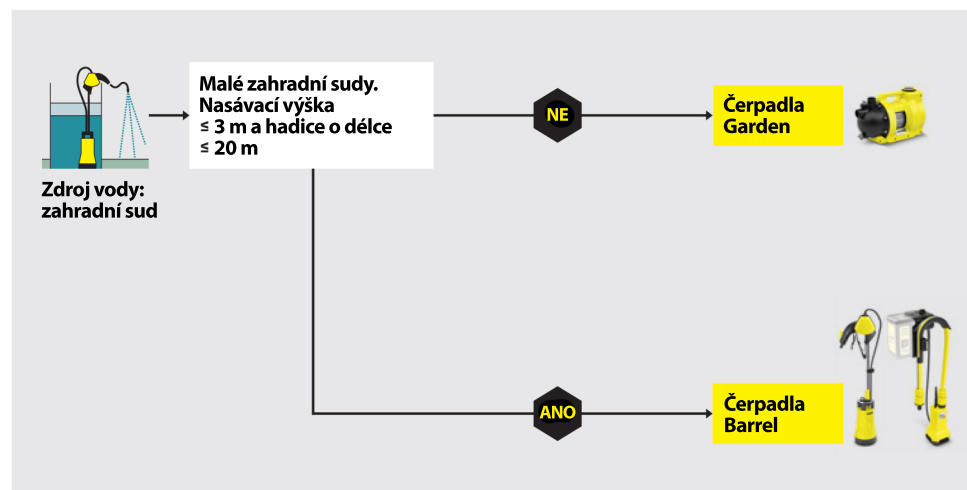 Malé zahradní sudy.
Nasávací výška
≤ 3 m a hadice o délce
≤ 20 m
NE
Čerpadla
Garden
Zdroj vody:
zahradní sud
ANO
Čerpadla
Barrel